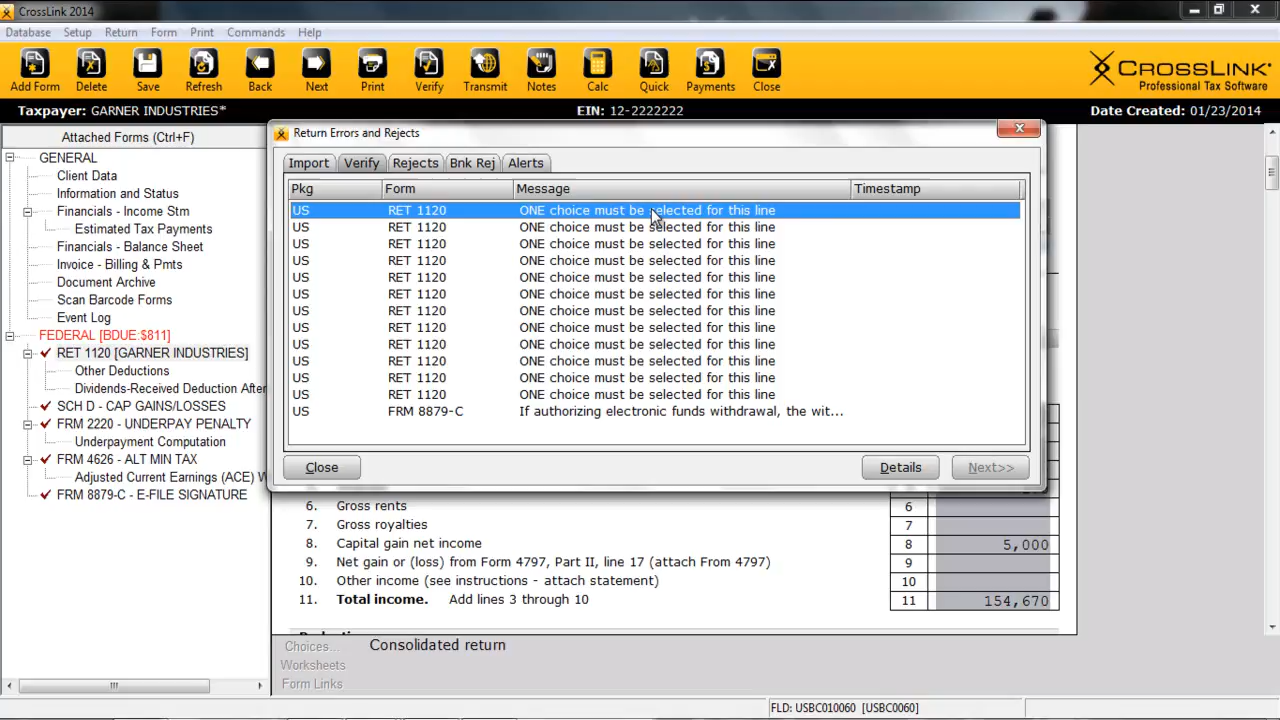 CrossLink 2014
Database Setup Return Form Print Commands Help
Add Form Delete Save Refresh Back Next Print Verify Transmit Notes Calc Quick Payments Close
CROSSLINK
Professional Tax Software
Taxpayer: GARNER INDUSTRIES* EIN: 12-2222222 Date Created: 01/23/2014
Attached Forms (Ctrl+F)
GENERAL
Client Data
Information and Status
Financials - Income Stm
Estimated Tax Payments
Financials - Balance Sheet
Invoice - Billing & Pmts
Document Archive
Scan Barcode Forms
Event Log
FEDERAL [BDUE:$811]
RET 1120 [GARNER INDUSTRIES]
Other Deductions
Dividends-Received Deduction After
SCH D - CAP GAINS/LOSSES
FRM 2220 - UNDERPAY PENALTY
Underpayment Computation
FRM 4626 - ALT MIN TAX
Adjusted Current Earnings (ACE) W
FRM 8879-C - E-FILE SIGNATURE
Return Errors and Rejects
Import Verify Rejects Bnk Rej Alerts
Pkg Form Message Timestamp
US RET 1120 ONE choice must be selected for this line
US RET 1120 ONE choice must be selected for this line
US RET 1120 ONE choice must be selected for this line
US RET 1120 ONE choice must be selected for this line
US RET 1120 ONE choice must be selected for this line
US RET 1120 ONE choice must be selected for this line
US RET 1120 ONE choice must be selected for this line
US RET 1120 ONE choice must be selected for this line
US RET 1120 ONE choice must be selected for this line
US RET 1120 ONE choice must be selected for this line
US RET 1120 ONE choice must be selected for this line
US RET 1120 ONE choice must be selected for this line
US FRM 8879-C If authorizing electronic funds withdrawal, the wit...
Close Details Next>>
6. Gross rents 6
7. Gross royalties 7
8. Capital gain net income 8 5,000
9. Net gain or (loss) from Form 4797, Part II, line 17 (attach From 4797) 9
10. Other income (see instructions - attach statement) 10
11. Total income. Add lines 3 through 10 11 154,670
Choices... Consolidated return
Worksheets
Form Links
FLD: USBC010060 [USBC0060]